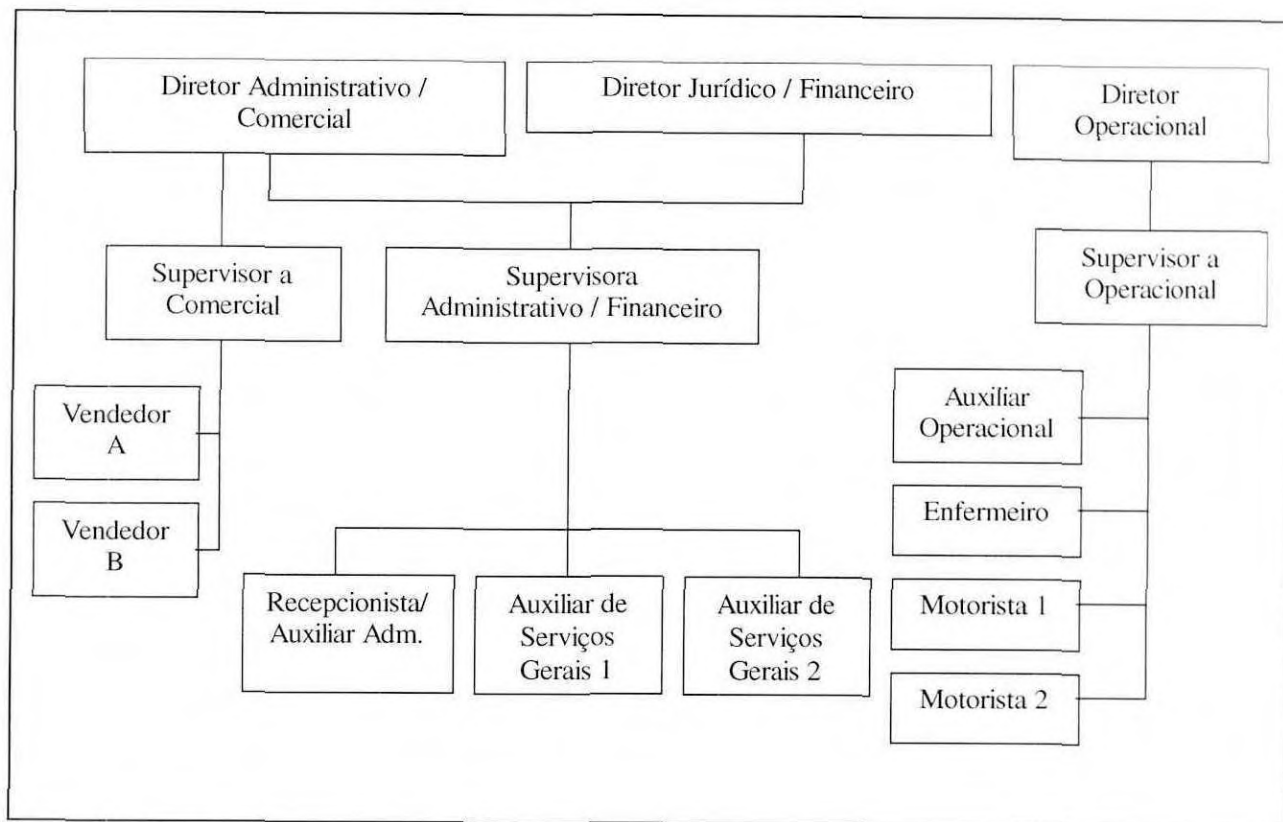 Diretor Administrativo /
Comercial
Diretor Jurídico / Financeiro
Diretor
Operacional
Supervisor a
Comercial
Supervisora
Administrativo / Financeiro
Supervisor a
Operacional
Vendedor
A
Vendedor
B
Recepcionista/
Auxiliar Adm.
Auxiliar de
Serviços
Gerais 1
Auxiliar de
Serviços
Gerais 2
Auxiliar
Operacional
Enfermeiro
Motorista 1
Motorista 2